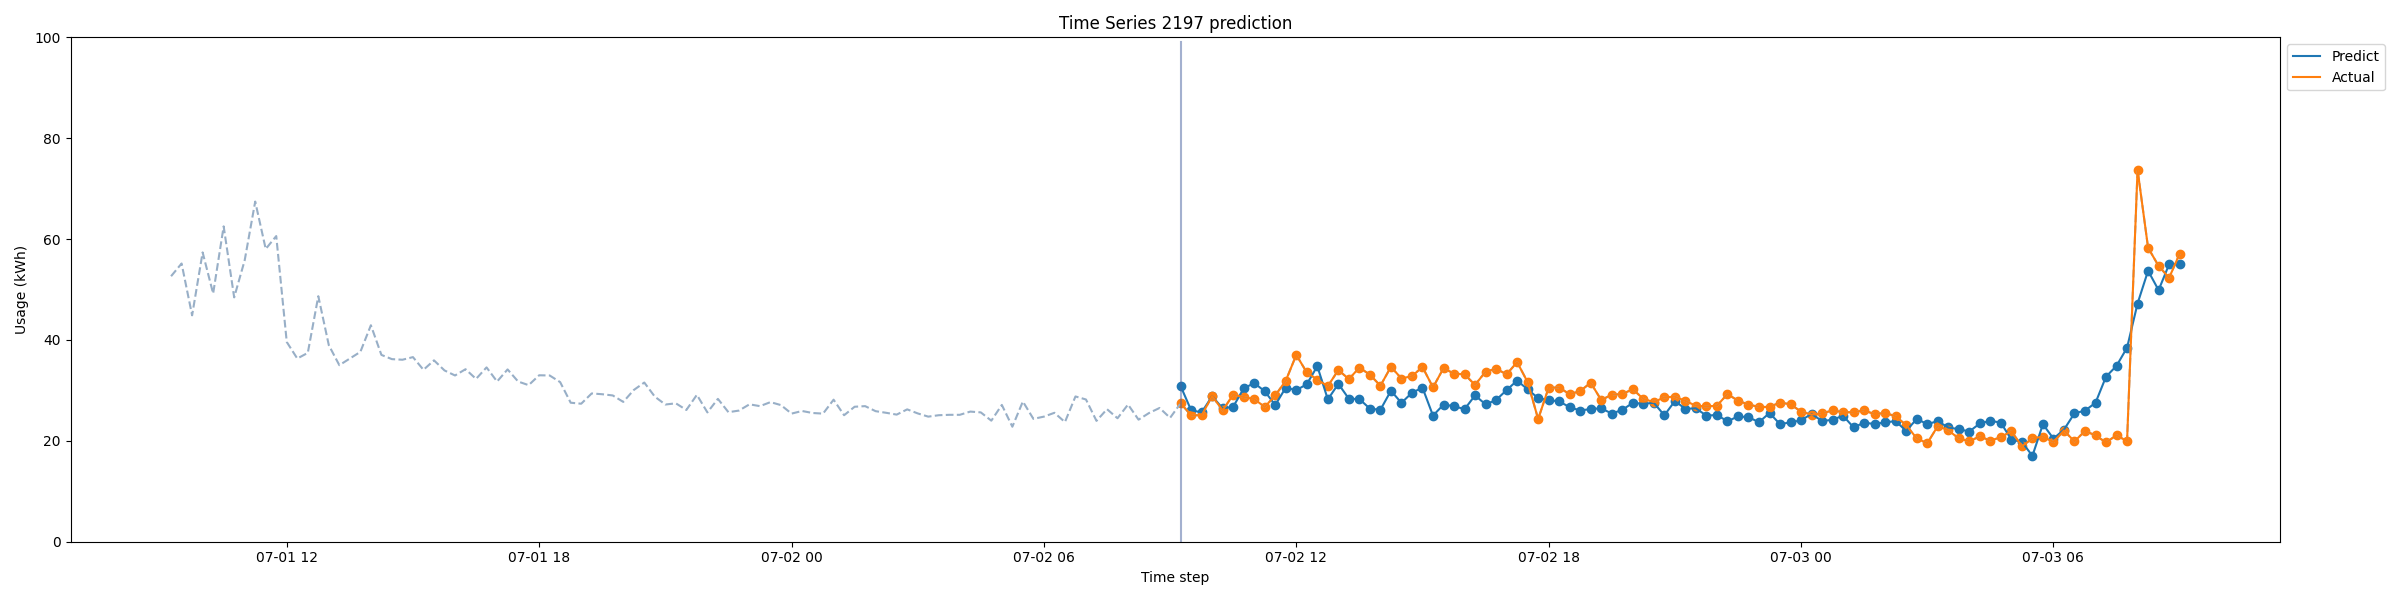 Time Series 2197 prediction
100
80
60
40
20
0
Usage (kWh)
07-01 12
07-01 18
07-02 00
07-02 06
07-02 12
07-02 18
07-03 00
07-03 06
Time step
Predict
Actual